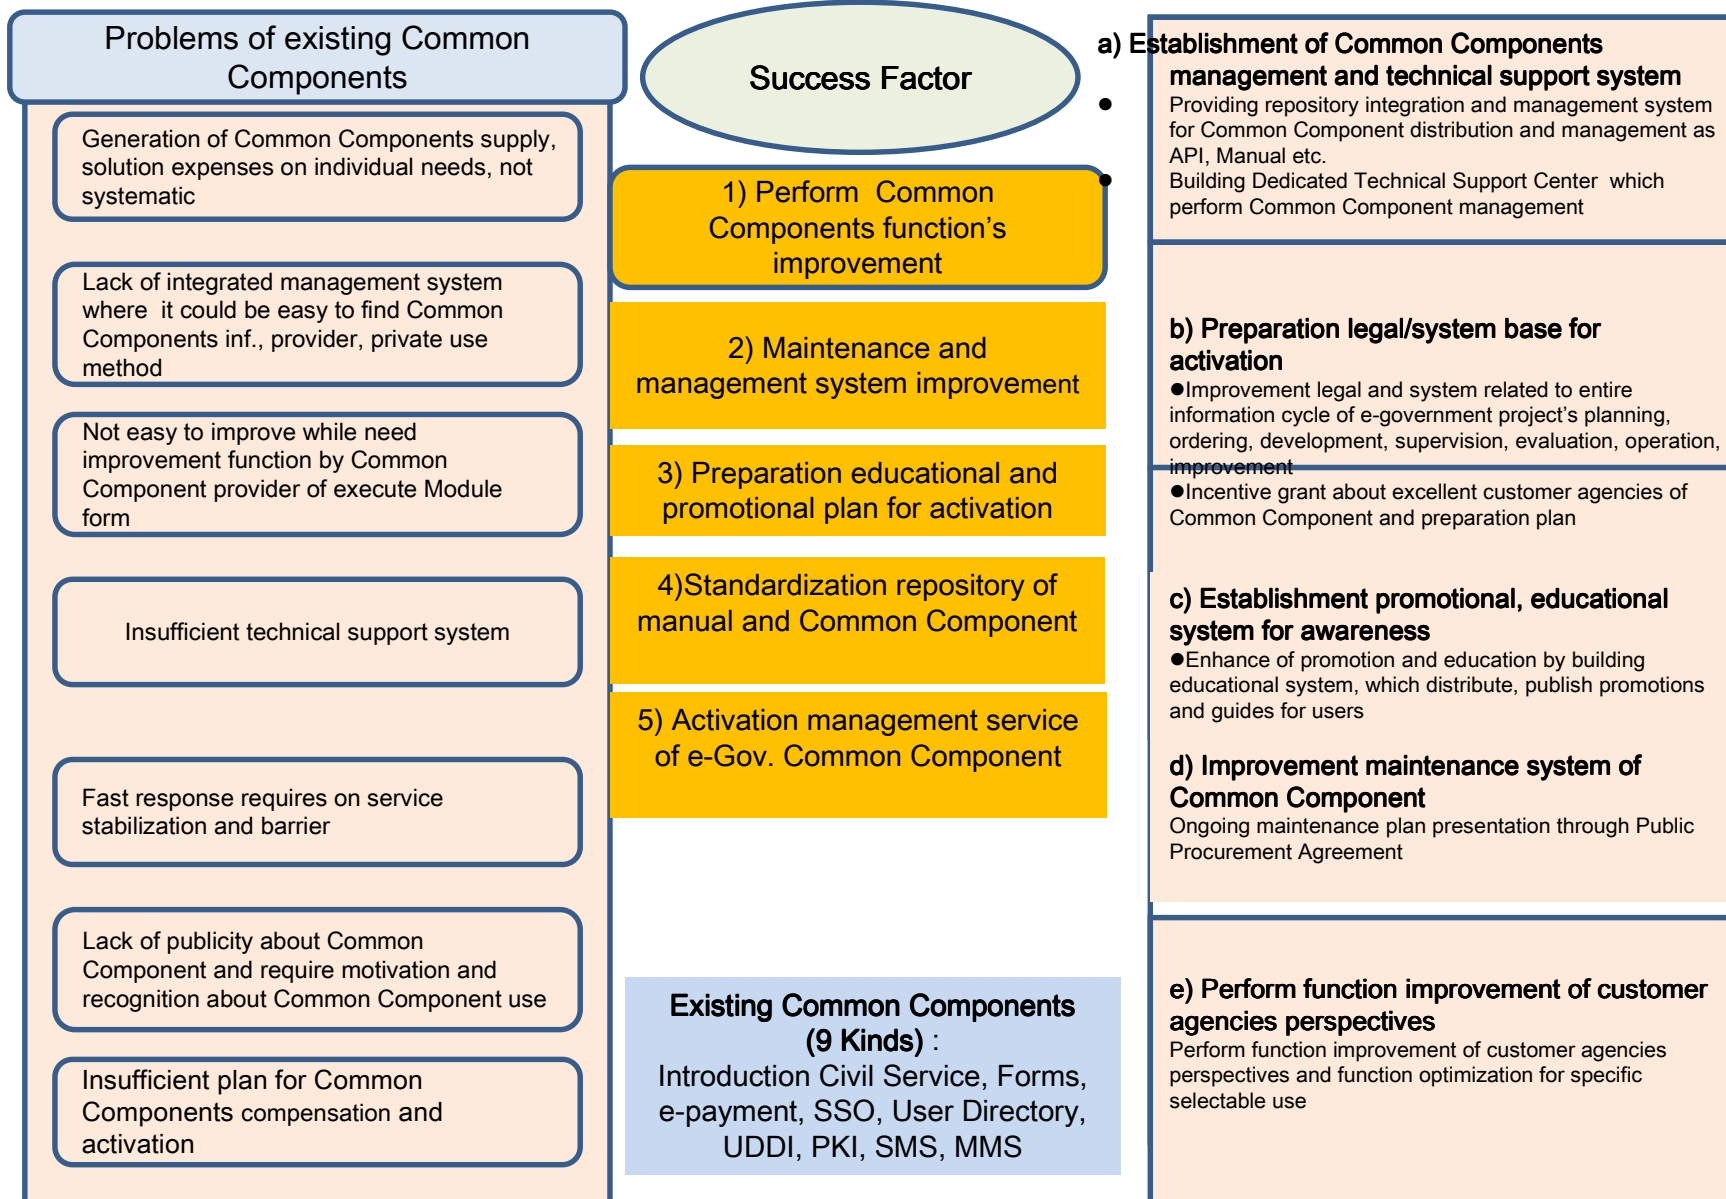 Problems of existing Common
Components
Generation of Common Components supply,
solution expenses on individual needs, not
systematic
Lack of integrated management system
where  it could be easy to find Common
Components inf., provider, private use
method
Not easy to improve while need
improvement function by Common
Component provider of execute Module
form
Insufficient technical support system
Fast response requires on service
stabilization and barrier
Lack of publicity about Common
Component and require motivation and
recognition about Common Component use
Insufficient plan for Common
Components compensation and
activation
Success Factor
1) Perform  Common
Components function’s
improvement
2) Maintenance and
management system improvement
3) Preparation educational and
promotional plan for activation
4)Standardization repository of
manual and Common Component
5) Activation management service
of e-Gov. Common Component
Existing Common Components
(9 Kinds) :
Introduction Civil Service, Forms,
e-payment, SSO, User Directory,
UDDI, PKI, SMS, MMS
a) Establishment of Common Components
management and technical support system
● Providing repository integration and management system
for Common Component distribution and management as
API, Manual etc.
● Building Dedicated Technical Support Center  which
perform Common Component management
b) Preparation legal/system base for
activation
●Improvement legal and system related to entire
information cycle of e-government project’s planning,
ordering, development, supervision, evaluation, operation,
improvement
●Incentive grant about excellent customer agencies of
Common Component and preparation plan
c) Establishment promotional, educational
system for awareness
●Enhance of promotion and education by building
educational system, which distribute, publish promotions
and guides for users
d) Improvement maintenance system of
Common Component
Ongoing maintenance plan presentation through Public
Procurement Agreement
e) Perform function improvement of customer
agencies perspectives
Perform function improvement of customer agencies
perspectives and function optimization for specific
selectable use